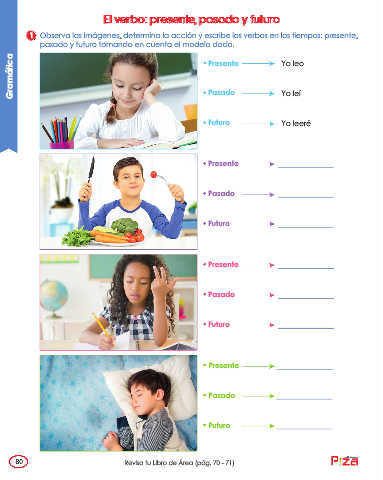 El verbo: presente, pasado y futuro
1 Observa las imágenes, determina la acción y escribe los verbos en los tiempos: presente,
pasado y futuro tomando en cuenta el modelo dado.
Gramática
• Presente Yo leo
• Pasado Yo leí
• Futuro Yo leeré
• Presente
• Pasado
• Futuro
• Presente
• Pasado
• Futuro
• Presente
• Pasado
• Futuro
80
Revisa tu Libro de Área (pág. 70 - 71)
Piza